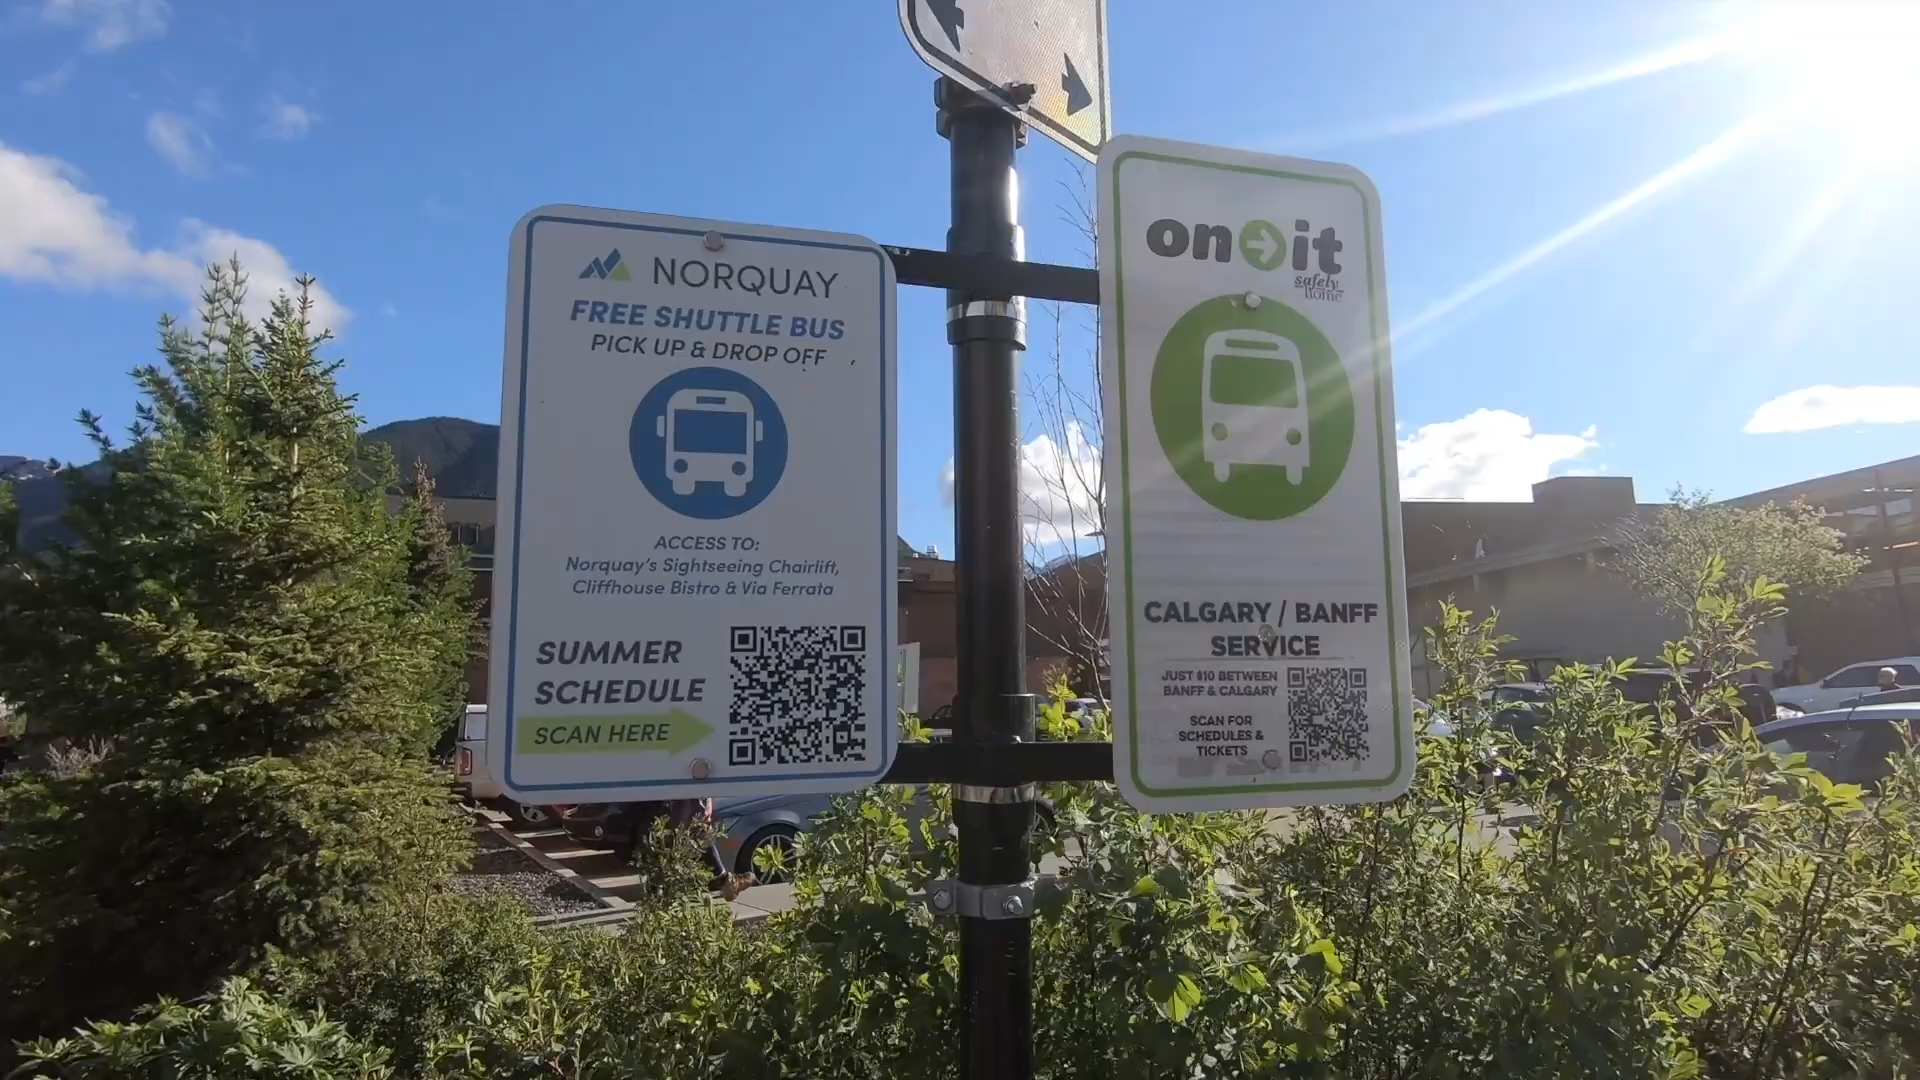 NORQUAY
FREE SHUTTLE BUS
PICK UP & DROP OFF
ACCESS TO:
Norquay's Sightseeing Chairlift,
Cliffhouse Bistro & Via Ferrata
SUMMER
SCHEDULE
SCAN HERE
on it
safely
home
CALGARY / BANFF
SERVICE
JUST $10 BETWEEN
BANFF & CALGARY
SCAN FOR
SCHEDULES &
TICKETS